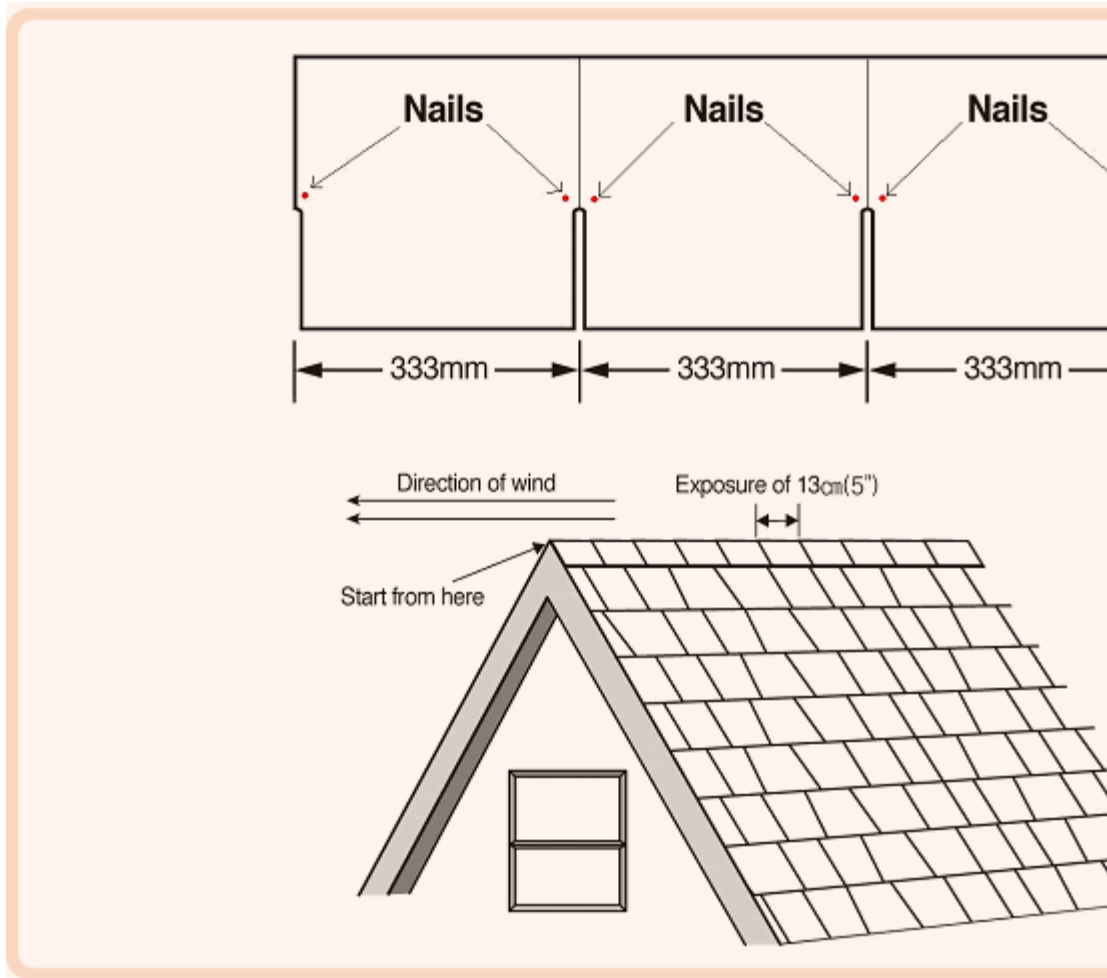 Nails
Nails
Nails
333mm
333mm
333mm
Direction of wind
Exposure of 13㎝(5")
Start from here